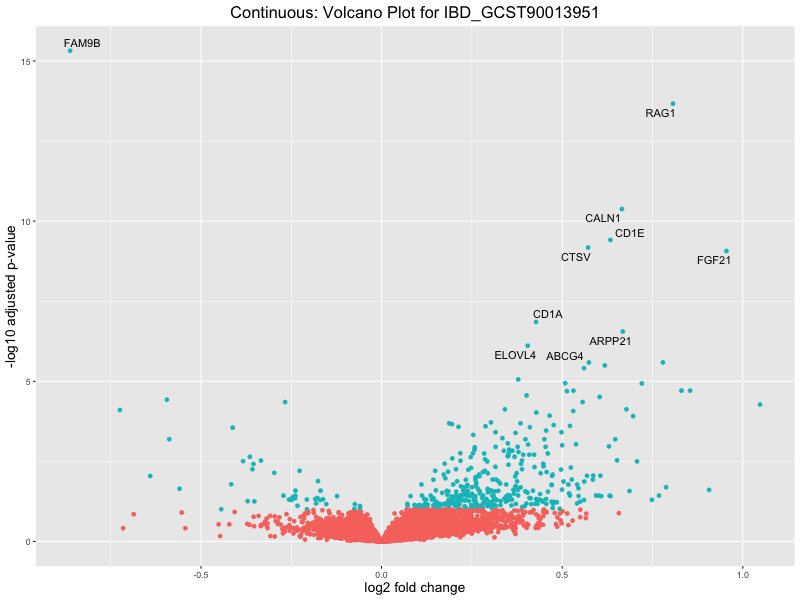 Continuous: Volcano Plot for IBD_GCST90013951
FAM9B
15
RAG1
CALN1
10
CD1E
CTSV
FGF21
CD1A
ARPP21
ELOVL4
ABCG4
5
0
-0.5
0.0
0.5
1.0
log2 fold change
-log10 adjusted p-value